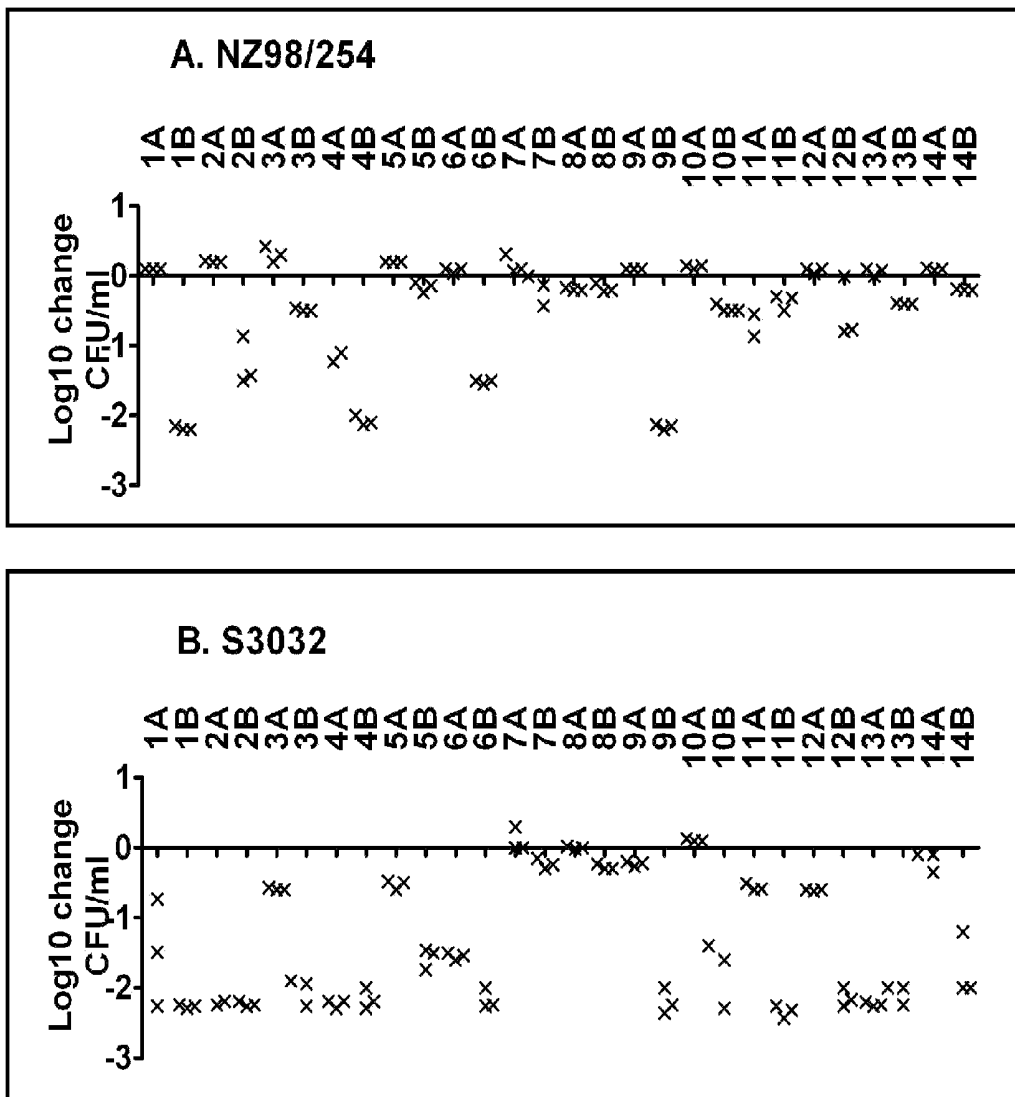 A. NZ98/254
1A 1B 2A 2B 3A 3B 4A 4B 5A 5B 6A 6B 7A 7B 8A 8B 9A 9B 10A 10B 11A 11B 12A 12B 13A 13B 14A 14B
Log10 change
CFU/ml
1
0
-1
-2
-3
B. S3032
1A 1B 2A 2B 3A 3B 4A 4B 5A 5B 6A 6B 7A 7B 8A 8B 9A 9B 10A 10B 11A 11B 12A 12B 13A 13B 14A 14B
Log10 change
CFU/ml
1
0
-1
-2
-3